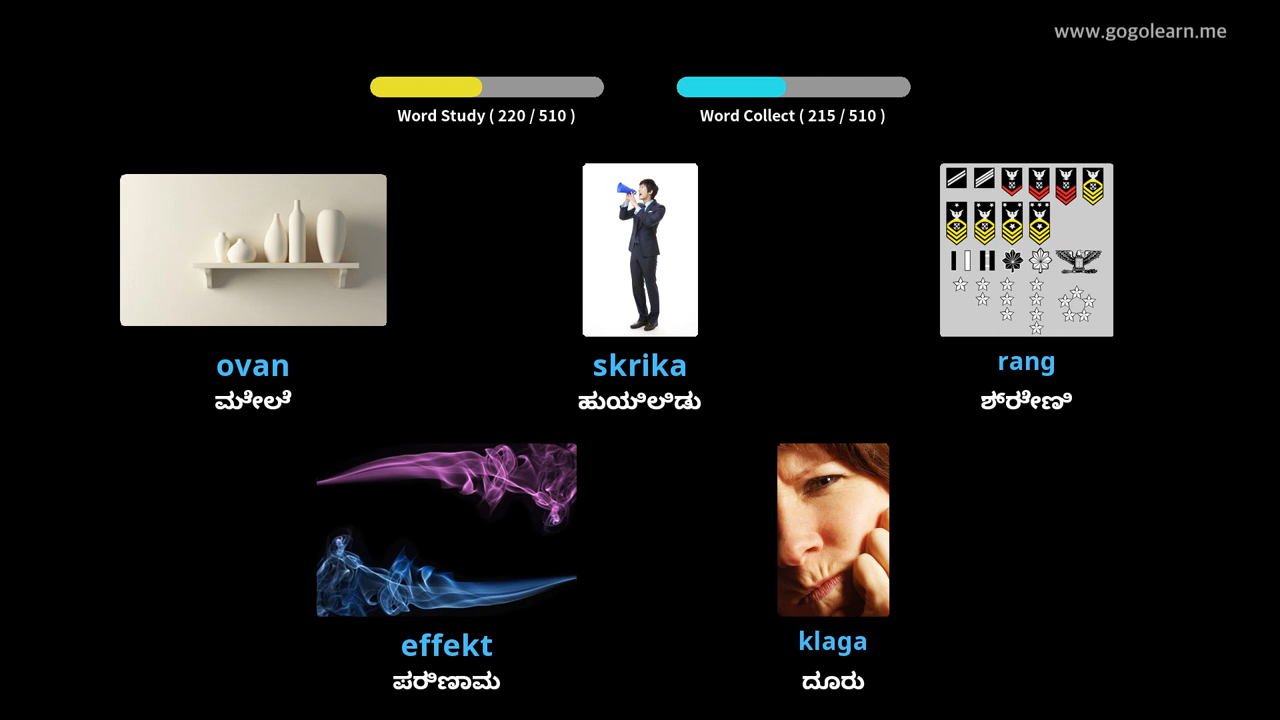 www.gogolearn.me
Word Study ( 220 / 510 )
Word Collect ( 215 / 510 )
ovan
ಮೇಲೆ
skrika
ಹುಯಿಲಿಡು
rang
ಶ್ರೇಣಿ
effekt
ಪರಿಣಾಮ
klaga
ದೂರು